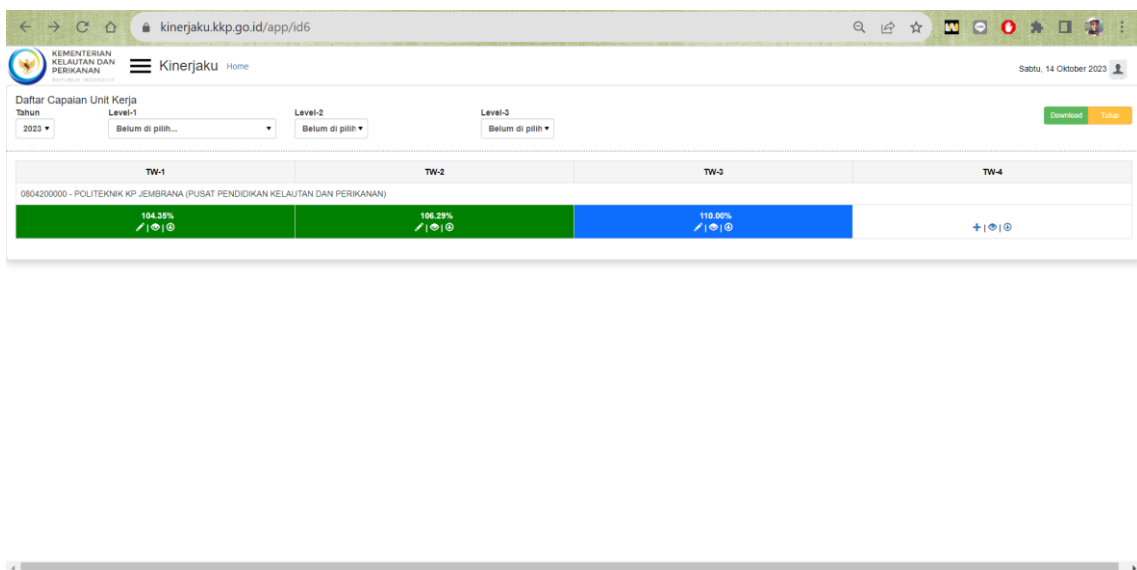 kinerjaku.kkp.go.id/app/id6
KEMENTERIAN
KELAUTAN DAN
PERIKANAN
REPUBLIK INDONESIA
Kinerjaku Home
Sabtu, 14 Oktober 2023
Daftar Capaian Unit Kerja
Tahun Level-1 Level-2 Level-3
2023 Belum di pilih... Belum di pilih Belum di pilih
Download Tutup
TW-1 TW-2 TW-3 TW-4
0804200000 - POLITEKNIK KP JEMBRANA (PUSAT PENDIDIKAN KELAUTAN DAN PERIKANAN)
104.35% 106.29% 110.00%